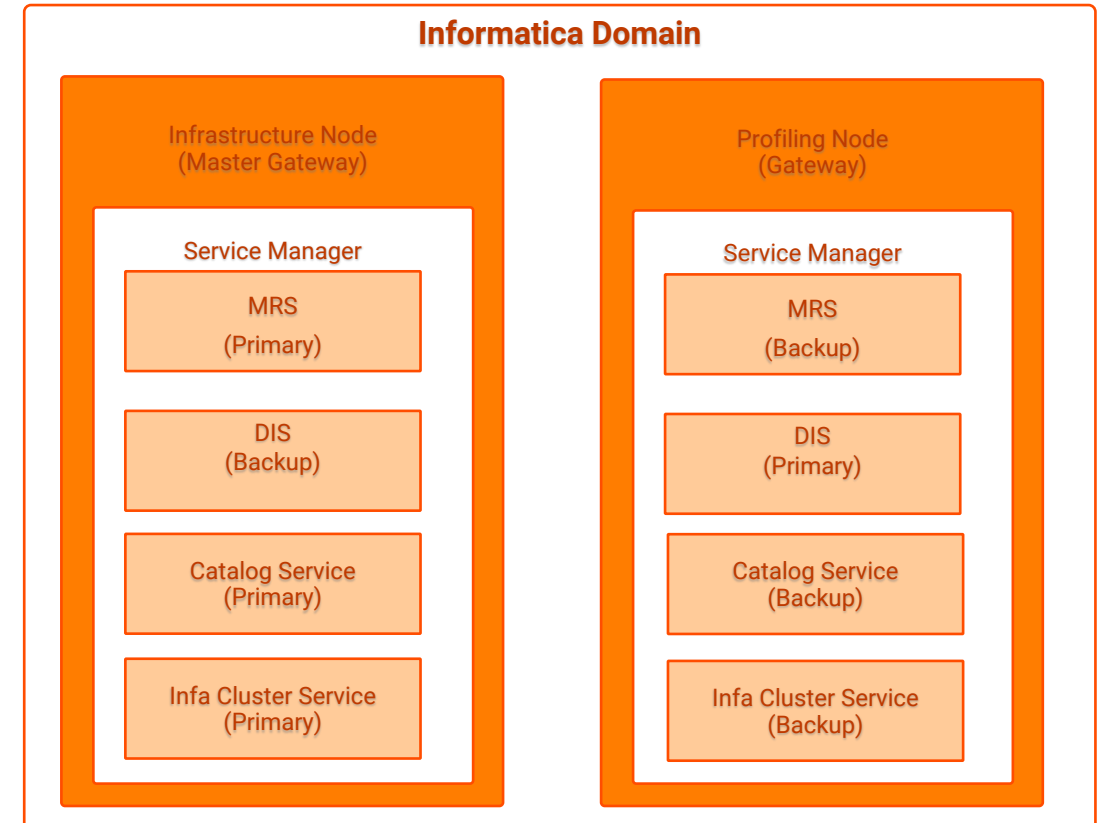 Informatica Domain
Infrastructure Node
(Master Gateway)
Service Manager
MRS
(Primary)
DIS
(Backup)
Catalog Service
(Primary)
Infa Cluster Service
(Primary)
Profiling Node
(Gateway)
Service Manager
MRS
(Backup)
DIS
(Primary)
Catalog Service
(Backup)
Infa Cluster Service
(Backup)